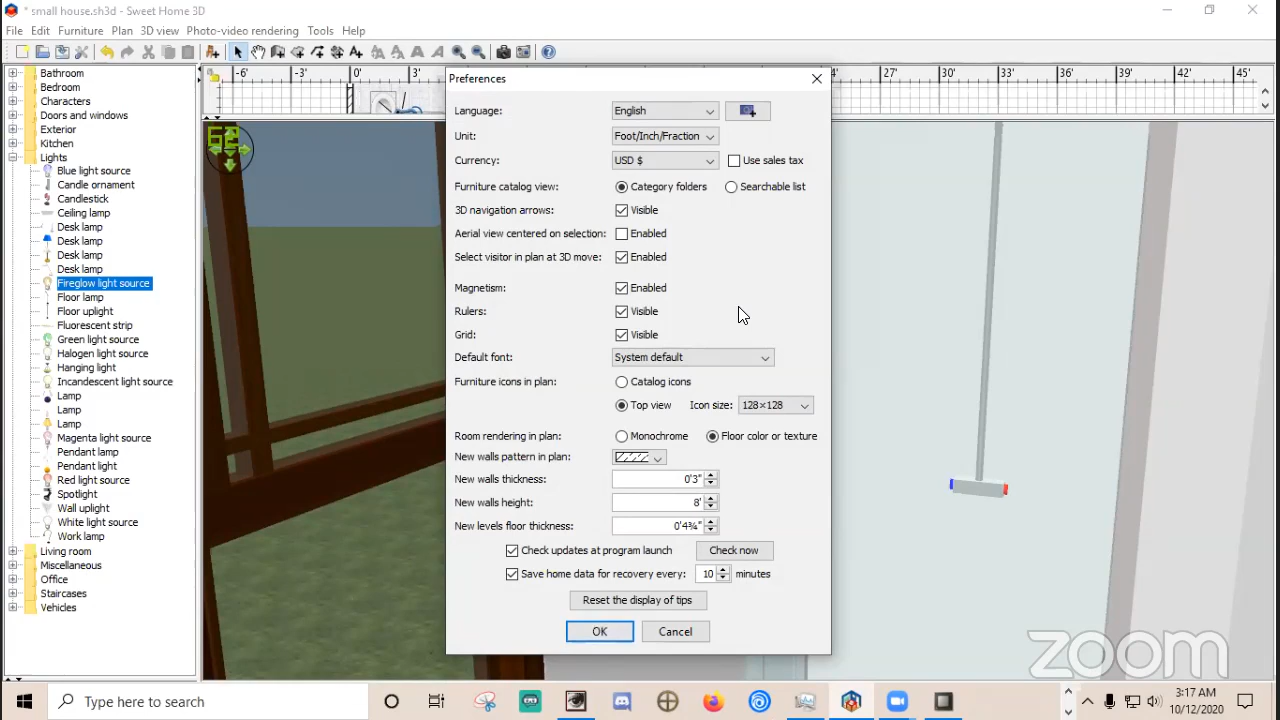 * small house.sh3d - Sweet Home 3D
File Edit Furniture Plan 3D view Photo-video rendering Tools Help
-6' -3' 0' 3' 27' 30' 33' 36' 39' 42' 45'
62
Bathroom
Bedroom
Characters
Doors and windows
Exterior
Kitchen
Lights
Blue light source
Candle ornament
Candlestick
Ceiling lamp
Desk lamp
Desk lamp
Desk lamp
Desk lamp
Fireglow light source
Floor lamp
Floor uplight
Fluorescent strip
Green light source
Halogen light source
Hanging light
Incandescent light source
Lamp
Lamp
Lamp
Magenta light source
Pendant lamp
Pendant light
Red light source
Spotlight
Wall uplight
White light source
Work lamp
Living room
Miscellaneous
Office
Staircases
Vehicles
Preferences
Language: English
Unit: Foot/Inch/Fraction
Currency: USD $ Use sales tax
Furniture catalog view: Category folders Searchable list
3D navigation arrows: Visible
Aerial view centered on selection: Enabled
Select visitor in plan at 3D move: Enabled
Magnetism: Enabled
Rulers: Visible
Grid: Visible
Default font: System default
Furniture icons in plan: Catalog icons
Top view Icon size: 128×128
Room rendering in plan: Monochrome Floor color or texture
New walls pattern in plan:
New walls thickness: 0'3"
New walls height: 8'
New levels floor thickness: 0'4¾"
Check updates at program launch Check now
Save home data for recovery every: 10 minutes
Reset the display of tips
OK Cancel
zoom
Type here to search
3:17 AM
10/12/2020